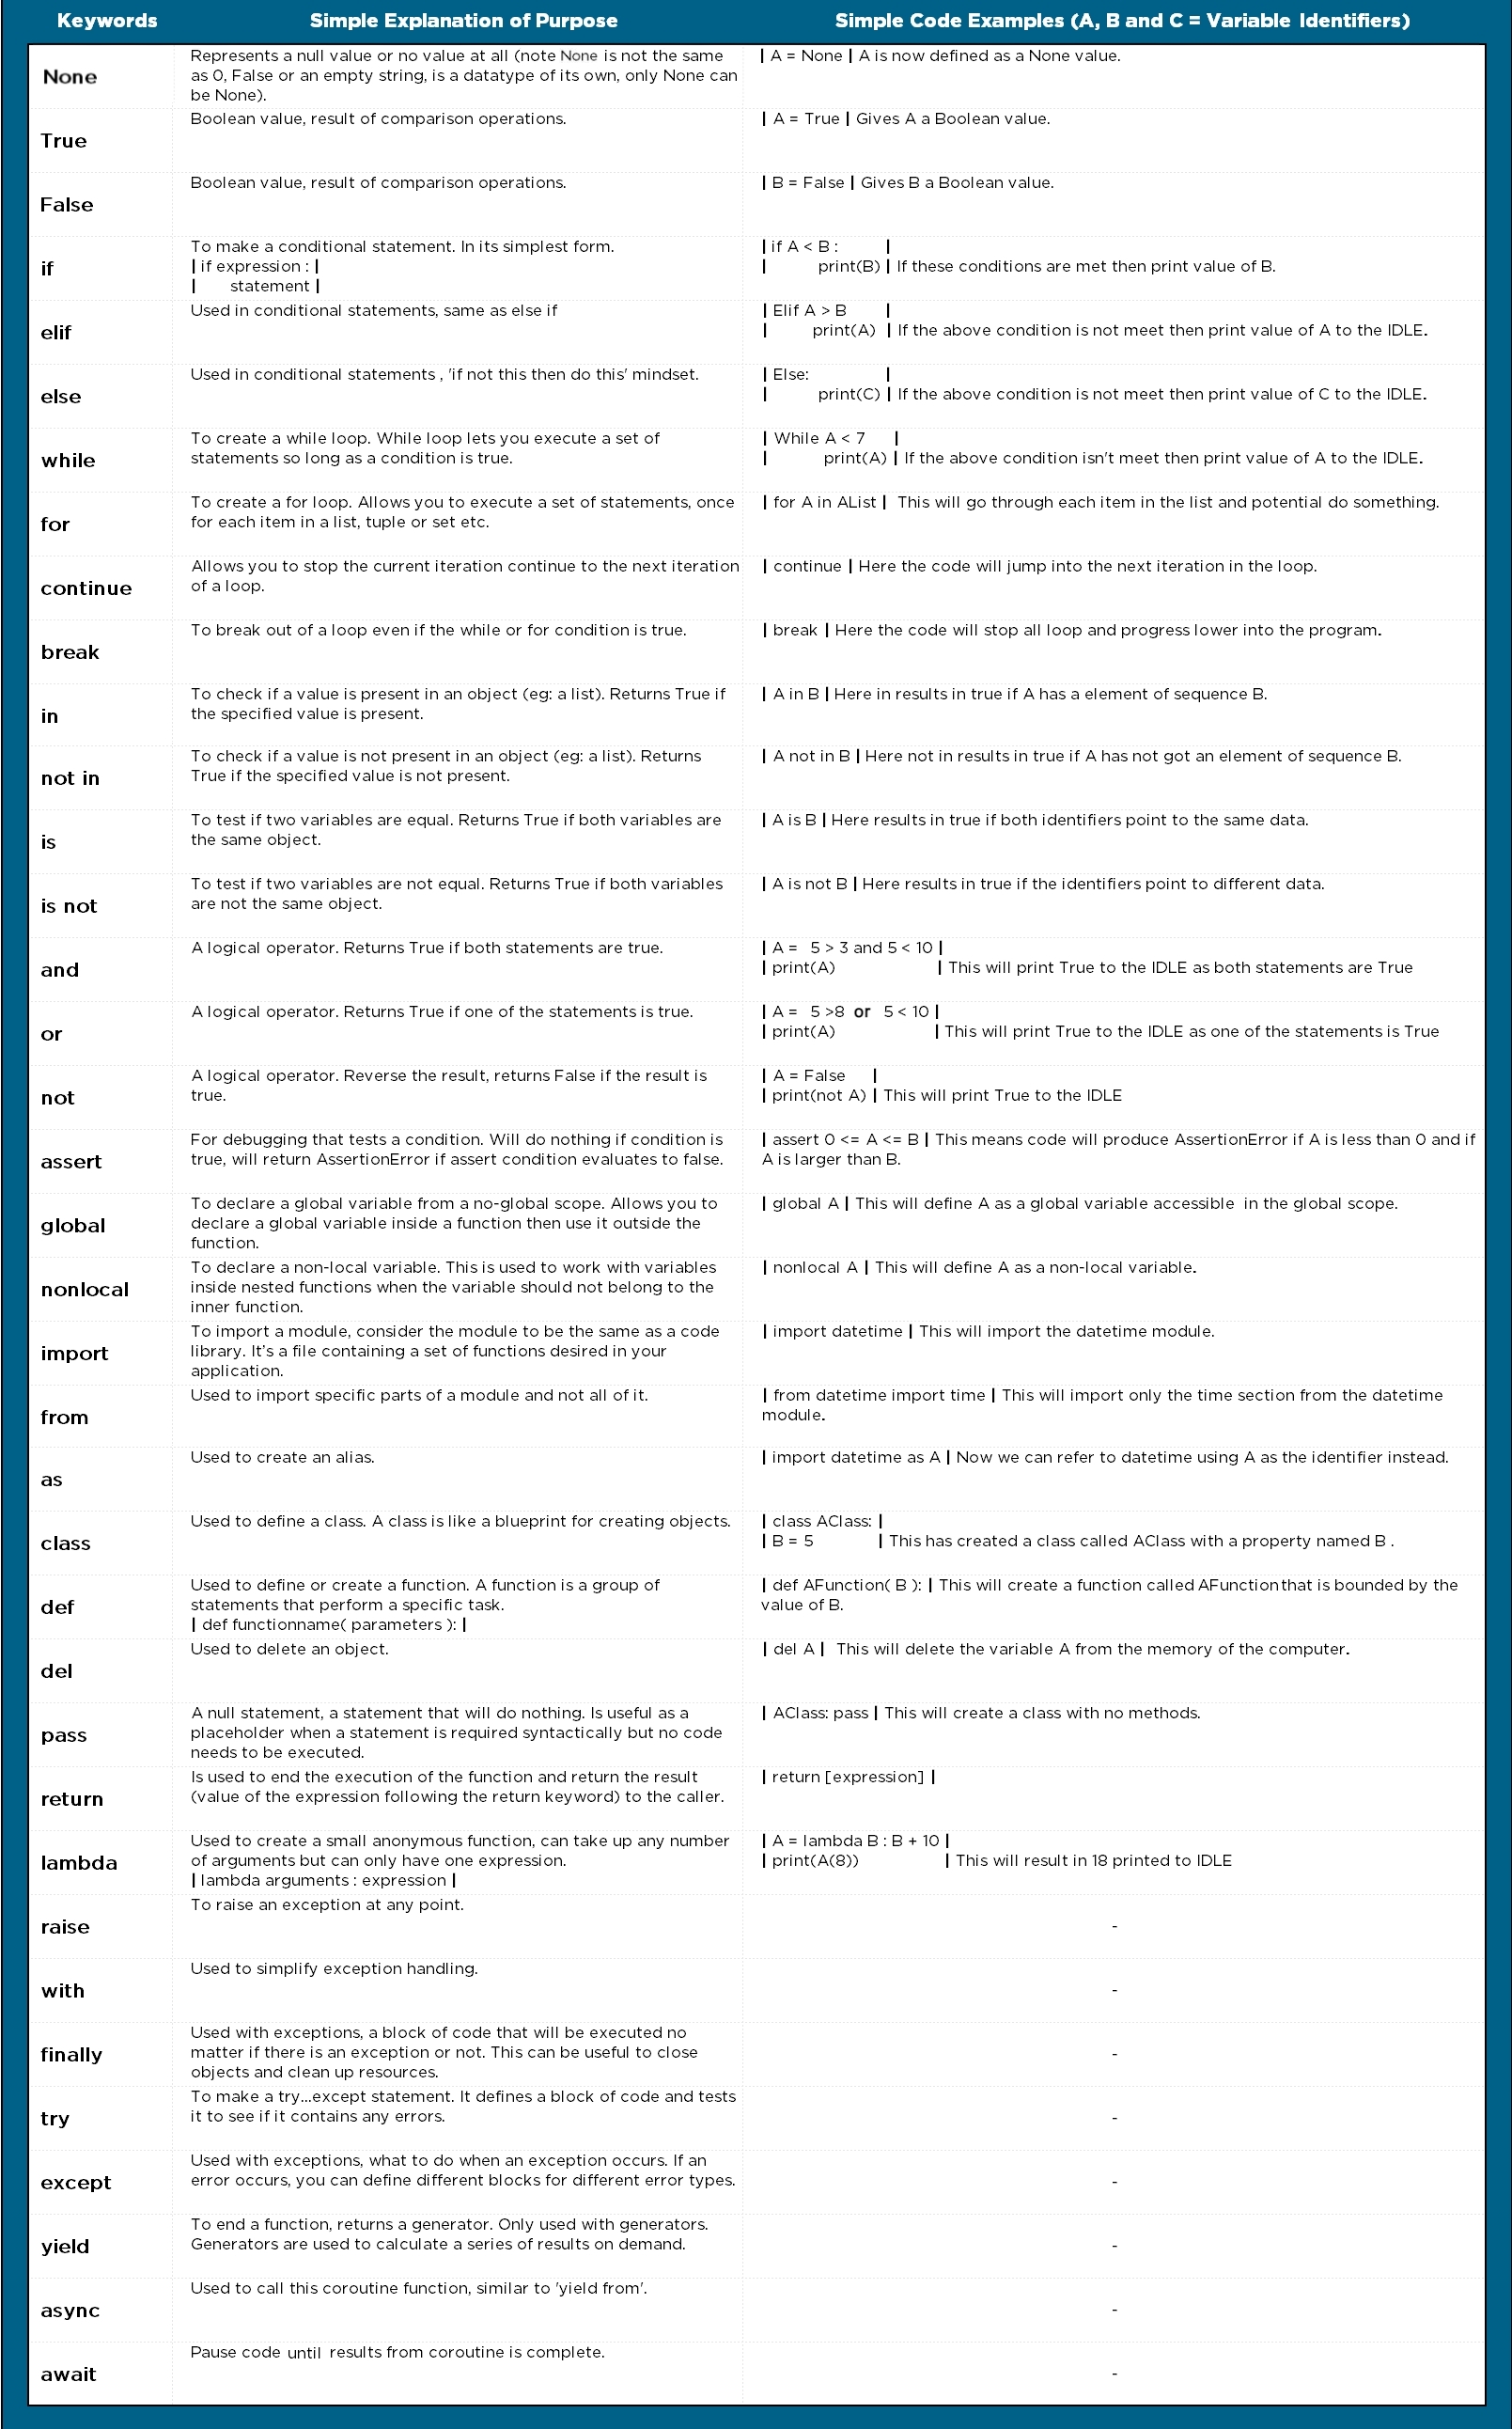 Keywords Simple Explanation of Purpose Simple Code Examples (A, B and C = Variable Identifiers)
None
Represents a null value or no value at all (note None is not the same
as 0, False or an empty string, is a datatype of its own, only None can
be None).
| A = None | A is now defined as a None value.
True
Boolean value, result of comparison operations.
| A = True | Gives A a Boolean value.
False
Boolean value, result of comparison operations.
| B = False | Gives B a Boolean value.
if
To make a conditional statement. In its simplest form.
| if expression : |
| statement |
| if A < B : |
| print(B) | If these conditions are met then print value of B.
elif
Used in conditional statements, same as else if
| Elif A > B |
| print(A) | If the above condition is not meet then print value of A to the IDLE.
else
Used in conditional statements , 'if not this then do this' mindset.
| Else: |
| print(C) | If the above condition is not meet then print value of C to the IDLE.
while
To create a while loop. While loop lets you execute a set of
statements so long as a condition is true.
| While A < 7 |
| print(A) | If the above condition isn't meet then print value of A to the IDLE.
for
To create a for loop. Allows you to execute a set of statements, once
for each item in a list, tuple or set etc.
| for A in AList | This will go through each item in the list and potential do something.
continue
Allows you to stop the current iteration continue to the next iteration
of a loop.
| continue | Here the code will jump into the next iteration in the loop.
break
To break out of a loop even if the while or for condition is true.
| break | Here the code will stop all loop and progress lower into the program.
in
To check if a value is present in an object (eg: a list). Returns True if
the specified value is present.
| A in B | Here in results in true if A has a element of sequence B.
not in
To check if a value is not present in an object (eg: a list). Returns
True if the specified value is not present.
| A not in B | Here not in results in true if A has not got an element of sequence B.
is
To test if two variables are equal. Returns True if both variables are
the same object.
| A is B | Here results in true if both identifiers point to the same data.
is not
To test if two variables are not equal. Returns True if both variables
are not the same object.
| A is not B | Here results in true if the identifiers point to different data.
and
A logical operator. Returns True if both statements are true.
| A = 5 > 3 and 5 < 10 |
| print(A) | This will print True to the IDLE as both statements are True
or
A logical operator. Returns True if one of the statements is true.
| A = 5 >8 or 5 < 10 |
| print(A) | This will print True to the IDLE as one of the statements is True
not
A logical operator. Reverse the result, returns False if the result is
true.
| A = False |
| print(not A) | This will print True to the IDLE
assert
For debugging that tests a condition. Will do nothing if condition is
true, will return AssertionError if assert condition evaluates to false.
| assert 0 <= A <= B | This means code will produce AssertionError if A is less than 0 and if
A is larger than B.
global
To declare a global variable from a no-global scope. Allows you to
declare a global variable inside a function then use it outside the
function.
| global A | This will define A as a global variable accessible in the global scope.
nonlocal
To declare a non-local variable. This is used to work with variables
inside nested functions when the variable should not belong to the
inner function.
| nonlocal A | This will define A as a non-local variable.
import
To import a module, consider the module to be the same as a code
library. It's a file containing a set of functions desired in your
application.
| import datetime | This will import the datetime module.
from
Used to import specific parts of a module and not all of it.
| from datetime import time | This will import only the time section from the datetime
module.
as
Used to create an alias.
| import datetime as A | Now we can refer to datetime using A as the identifier instead.
class
Used to define a class. A class is like a blueprint for creating objects.
| class AClass: |
| B = 5 | This has created a class called AClass with a property named B .
def
Used to define or create a function. A function is a group of
statements that perform a specific task.
| def functionname( parameters ): |
| def AFunction( B ): | This will create a function called AFunction that is bounded by the
value of B.
del
Used to delete an object.
| del A | This will delete the variable A from the memory of the computer.
pass
A null statement, a statement that will do nothing. Is useful as a
placeholder when a statement is required syntactically but no code
needs to be executed.
| AClass: pass | This will create a class with no methods.
return
Is used to end the execution of the function and return the result
(value of the expression following the return keyword) to the caller.
| return [expression] |
lambda
Used to create a small anonymous function, can take up any number
of arguments but can only have one expression.
| lambda arguments : expression |
| A = lambda B : B + 10 |
| print(A(8)) | This will result in 18 printed to IDLE
raise
To raise an exception at any point.
-
with
Used to simplify exception handling.
-
finally
Used with exceptions, a block of code that will be executed no
matter if there is an exception or not. This can be useful to close
objects and clean up resources.
-
try
To make a try...except statement. It defines a block of code and tests
it to see if it contains any errors.
-
except
Used with exceptions, what to do when an exception occurs. If an
error occurs, you can define different blocks for different error types.
-
yield
To end a function, returns a generator. Only used with generators.
Generators are used to calculate a series of results on demand.
-
async
Used to call this coroutine function, similar to 'yield from'.
-
await
Pause code until results from coroutine is complete.
-